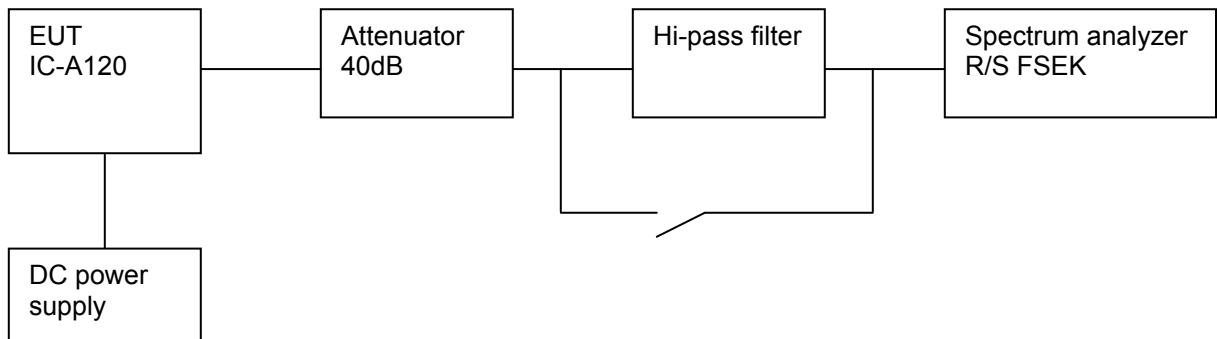 EUT
IC-A120
Attenuator
40dB
Hi-pass filter
Spectrum analyzer
R/S FSEK
DC power
supply